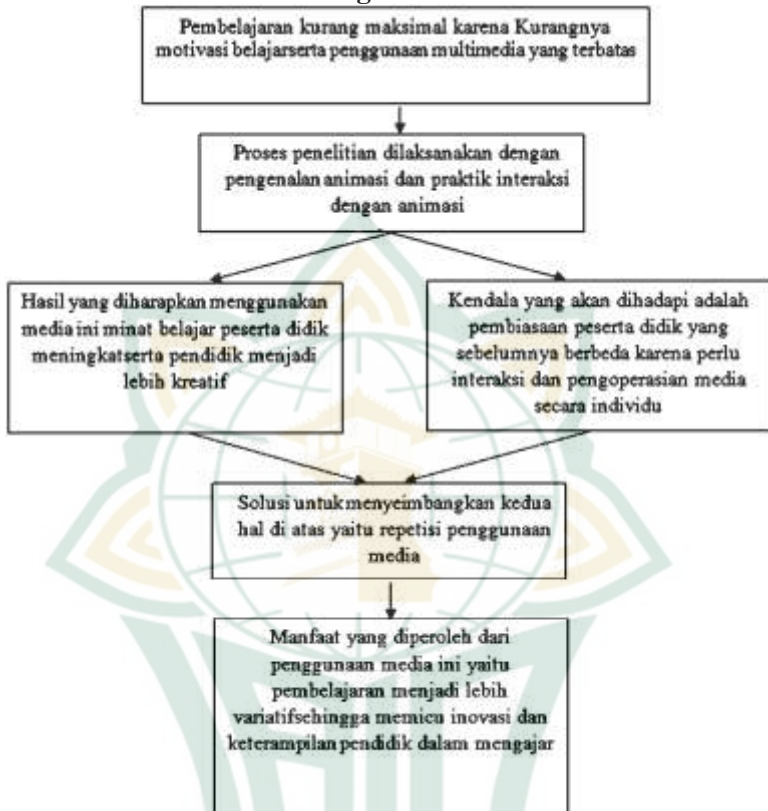 Pembelajaran kurang maksimal karena Kurangnya
motivasi belajarserta penggunaan multimedia yang terbatas
Proses penelitian dilaksanakan dengan
pengenalan animasi dan praktik interaksi
dengan animasi
Hasil yang diharapkan menggunakan
media ini minat belajar peserta didik
meningkatserta pendidik menjadi
lebih kreatif
Kendala yang akan dihadapi adalah
pembiasaan peserta didik yang
sebelumnya berbeda karena perlu
interaksi dan pengoperasian media
secara individu
Solusi untuk menyeimbangkan kedua
hal di atas yaitu repetisi penggunaan
media
Manfaat yang diperoleh dari
penggunaan media ini yaitu
pembelajaran menjadi lebih
variatifsehingga memicu inovasi dan
keterampilan pendidik dalam mengajar